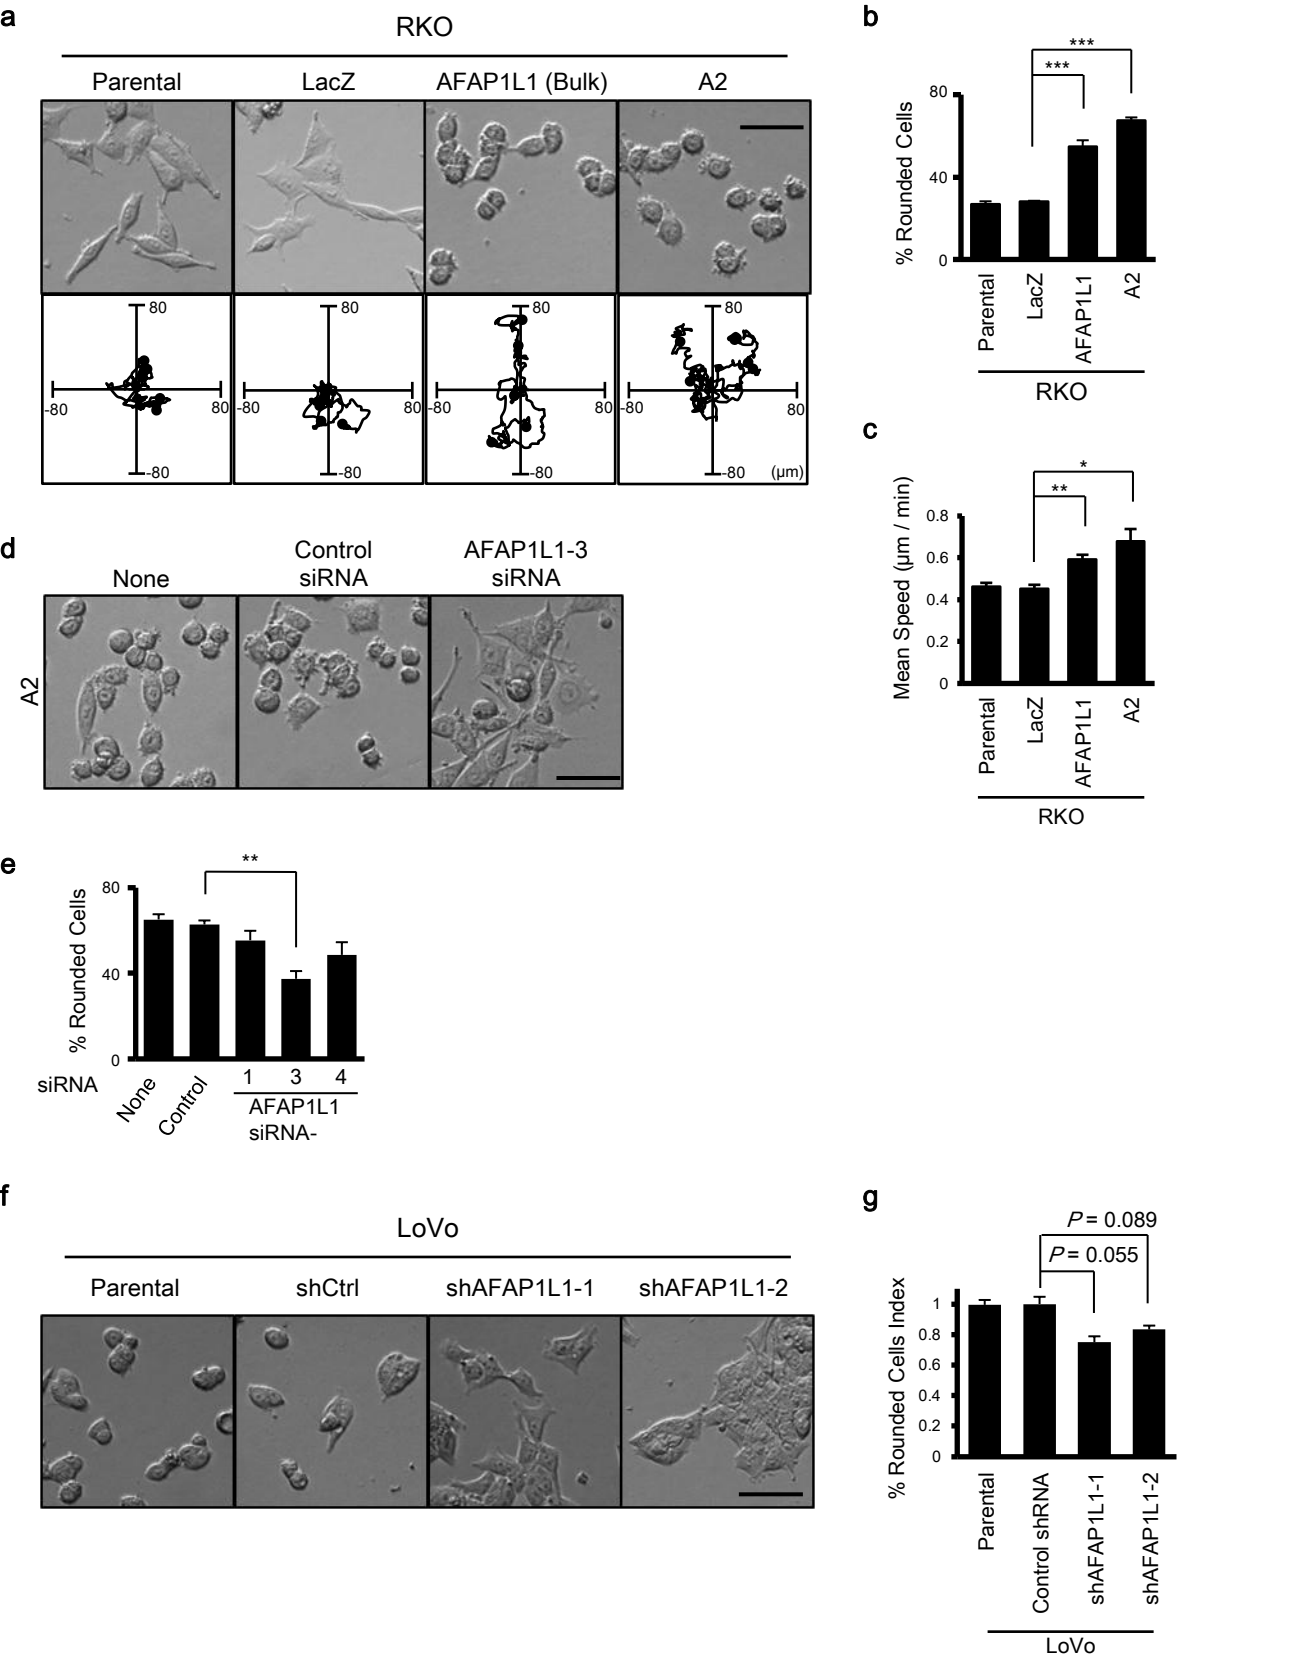 a
RKO
Parental LacZ AFAP1L1 (Bulk) A2
80 80 80 80
-80 80 -80 80 -80 80 -80 80
-80 -80 -80 -80 (µm)
b
*** 
***
% Rounded Cells
80
40
0
Parental LacZ AFAP1L1 A2
RKO
c
*
**
Mean Speed (µm / min)
0.8
0.6
0.4
0.2
0
Parental LacZ AFAP1L1 A2
RKO
d
None Control siRNA AFAP1L1-3 siRNA
A2
e
**
% Rounded Cells
80
40
0
siRNA None Control 1 3 4
AFAP1L1
siRNA-
f
LoVo
Parental shCtrl shAFAP1L1-1 shAFAP1L1-2
g
P = 0.089
P = 0.055
% Rounded Cells Index
1
0.8
0.6
0.4
0.2
0
Parental Control shRNA shAFAP1L1-1 shAFAP1L1-2
LoVo